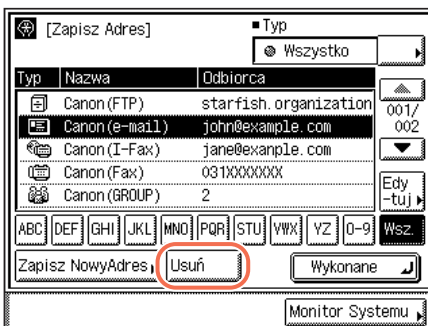 [Zapisz Adres]
■Typ
Wszystko
Typ Nazwa Odbiorca
Canon(FTP) starfish.organization
Canon(e-mail) john@example.com
Canon(I-Fax) jane@exanple.com
Canon(Fax) 031XXXXXXX
Canon(GROUP) 2
001/
002
Edy
-tuj
ABC DEF GHI JKL MNO PQR STU VWX YZ 0-9 Wsz.
Zapisz NowyAdres Usuń Wykonane
Monitor Systemu